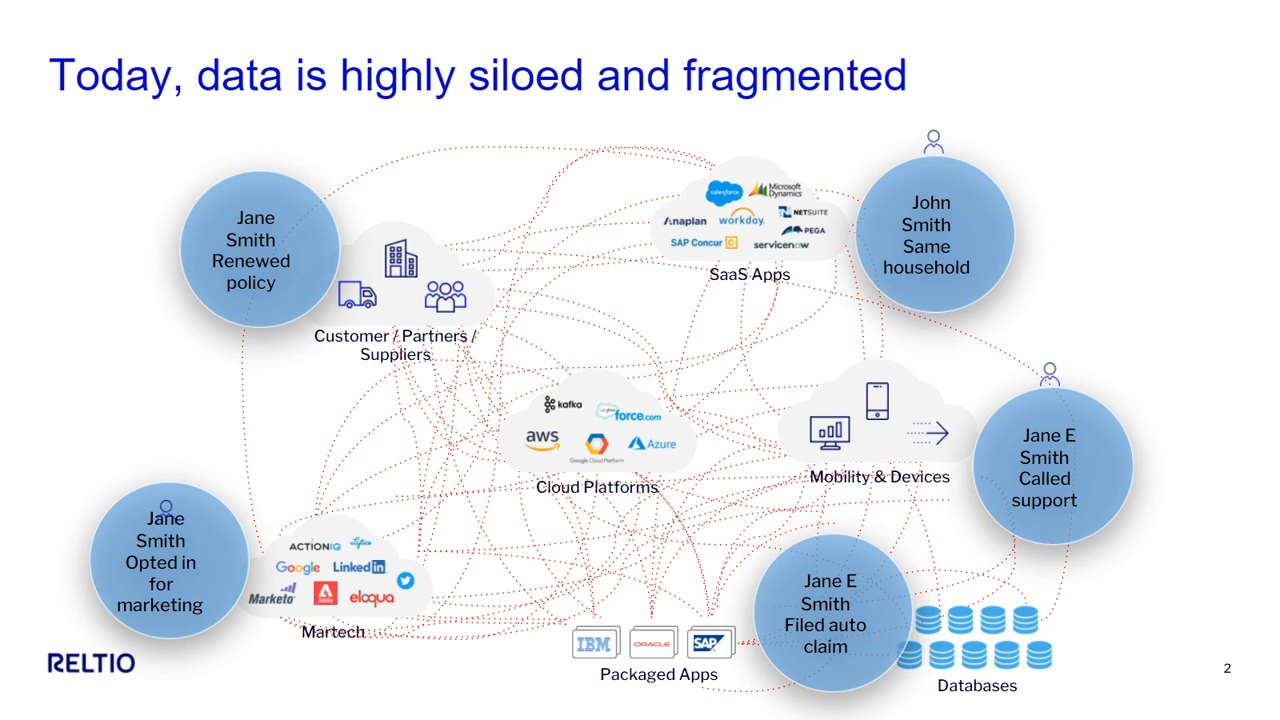 Today, data is highly siloed and fragmented
Jane
Smith
Renewed
policy
Customer / Partners /
Suppliers
salesforce
Microsoft
Dynamics
Anaplan
workday.
NETSUITE
PEGA
SAP Concur C
servicenow
SaaS Apps
John
Smith
Same
household
kafka
force.com
aws
Azure
Google Cloud Platform
Cloud Platforms
Mobility & Devices
Jane E
Smith
Called
support
Jane
Smith
Opted in
for
marketing
ACTIONIQ
Lytics
Google
LinkedIn
Marketo
Adobe
eloqua
Martech
IBM
ORACLE
SAP
Packaged Apps
Jane E
Smith
Filed auto
claim
Databases
RELTIO
2